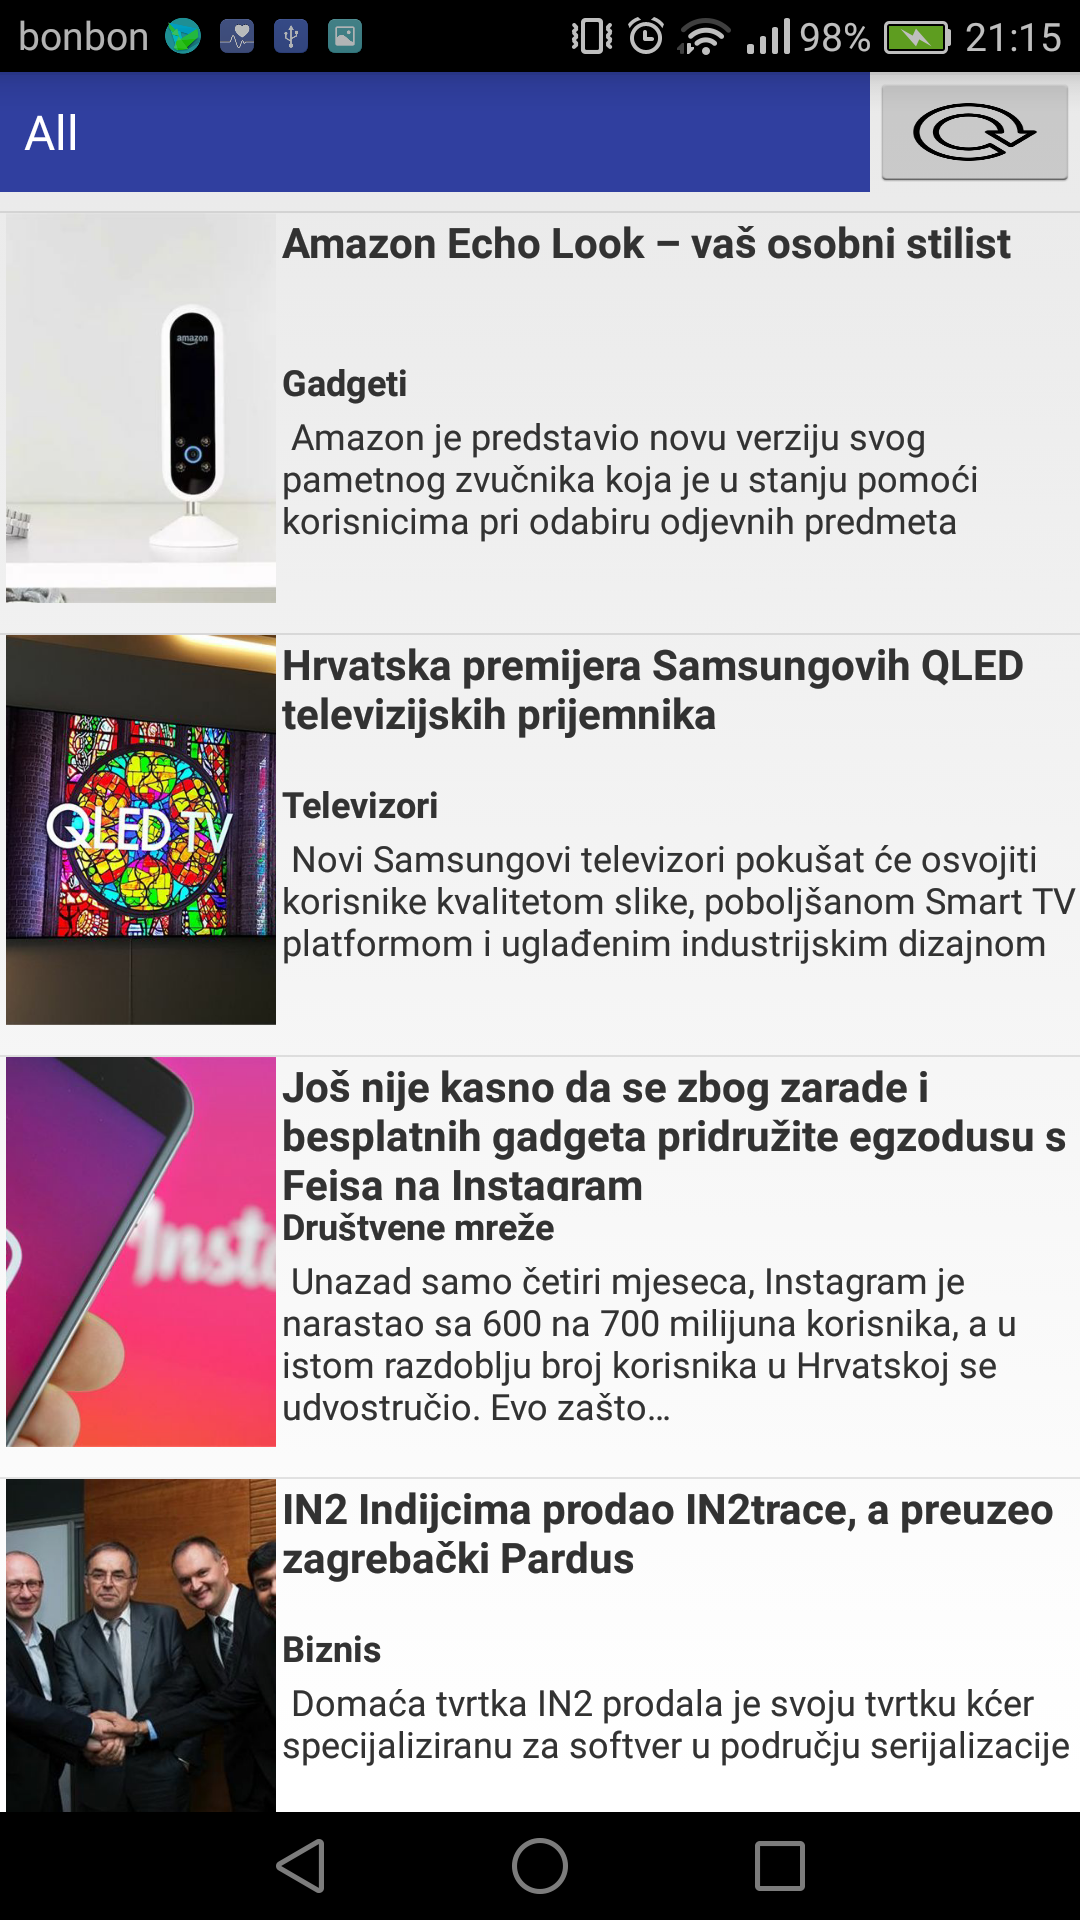 bonbon 98% 21:15
All
Amazon Echo Look – vaš osobni stilist
amazon
Gadgeti
Amazon je predstavio novu verziju svog
pametnog zvučnika koja je u stanju pomoći
korisnicima pri odabiru odjevnih predmeta
Hrvatska premijera Samsungovih QLED
televizijskih prijemnika
QLED TV
Televizori
Novi Samsungovi televizori pokušat će osvojiti
korisnike kvalitetom slike, poboljšanom Smart TV
platformom i uglađenim industrijskim dizajnom
Još nije kasno da se zbog zarade i
besplatnih gadgeta pridružite egzodusu s
Fejsa na Instagram
Insta
Društvene mreže
Unazad samo četiri mjeseca, Instagram je
narastao sa 600 na 700 milijuna korisnika, a u
istom razdoblju broj korisnika u Hrvatskoj se
udvostručio. Evo zašto...
IN2 Indijcima prodao IN2trace, a preuzeo
zagrebački Pardus
Biznis
Domaća tvrtka IN2 prodala je svoju tvrtku kćer
specijaliziranu za softver u području serijalizacije